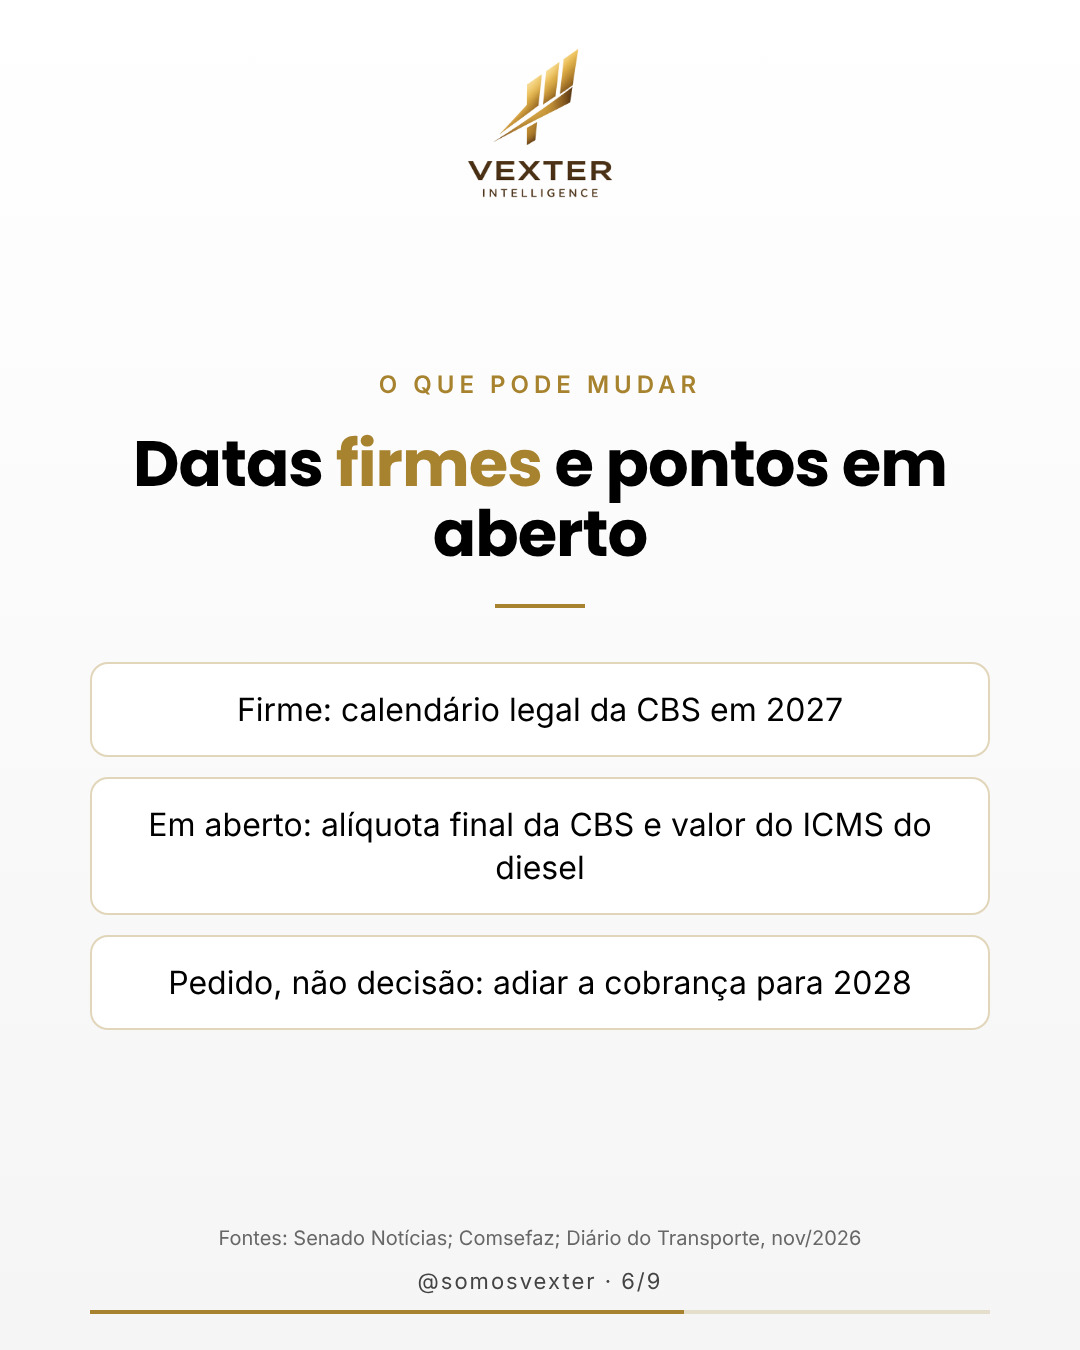 VEXTER
INTELLIGENCE
O QUE PODE MUDAR
Datas firmes e pontos em
aberto
Firme: calendário legal da CBS em 2027
Em aberto: alíquota final da CBS e valor do ICMS do
diesel
Pedido, não decisão: adiar a cobrança para 2028
Fontes: Senado Notícias; Comsefaz; Diário do Transporte, nov/2026
@somosvexter · 6/9